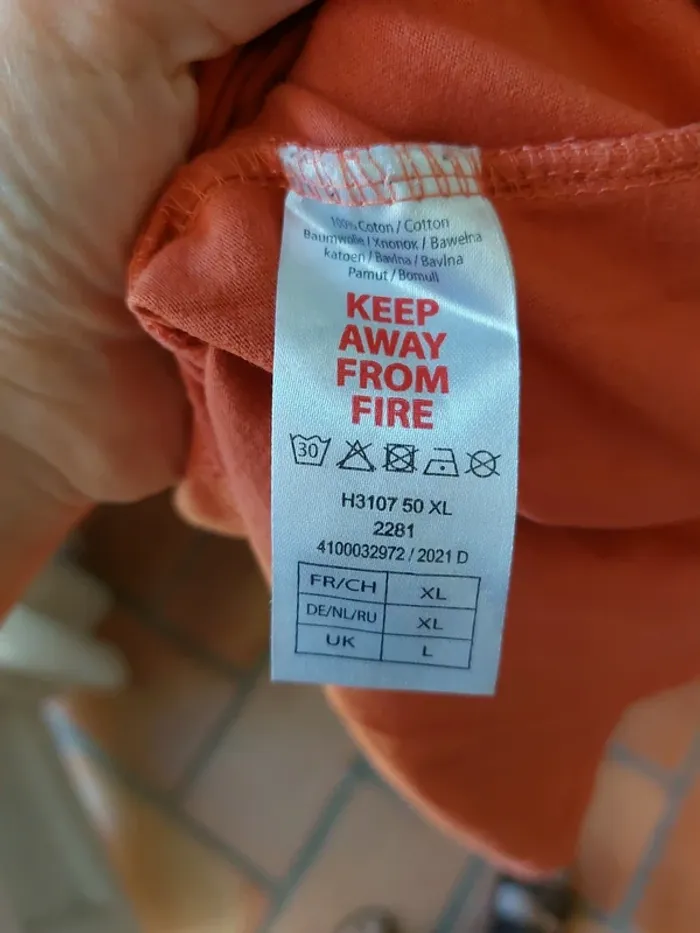 100% Coton / Cotton
Baumwolle / Хлопок / Bawełna
katoen / Bavlna / Bavlna
Pamut / Bomull
KEEP
AWAY
FROM
FIRE
30
H3107 50 XL
2281
4100032972 / 2021 D
FR/CH XL
DE/NL/RU XL
UK L